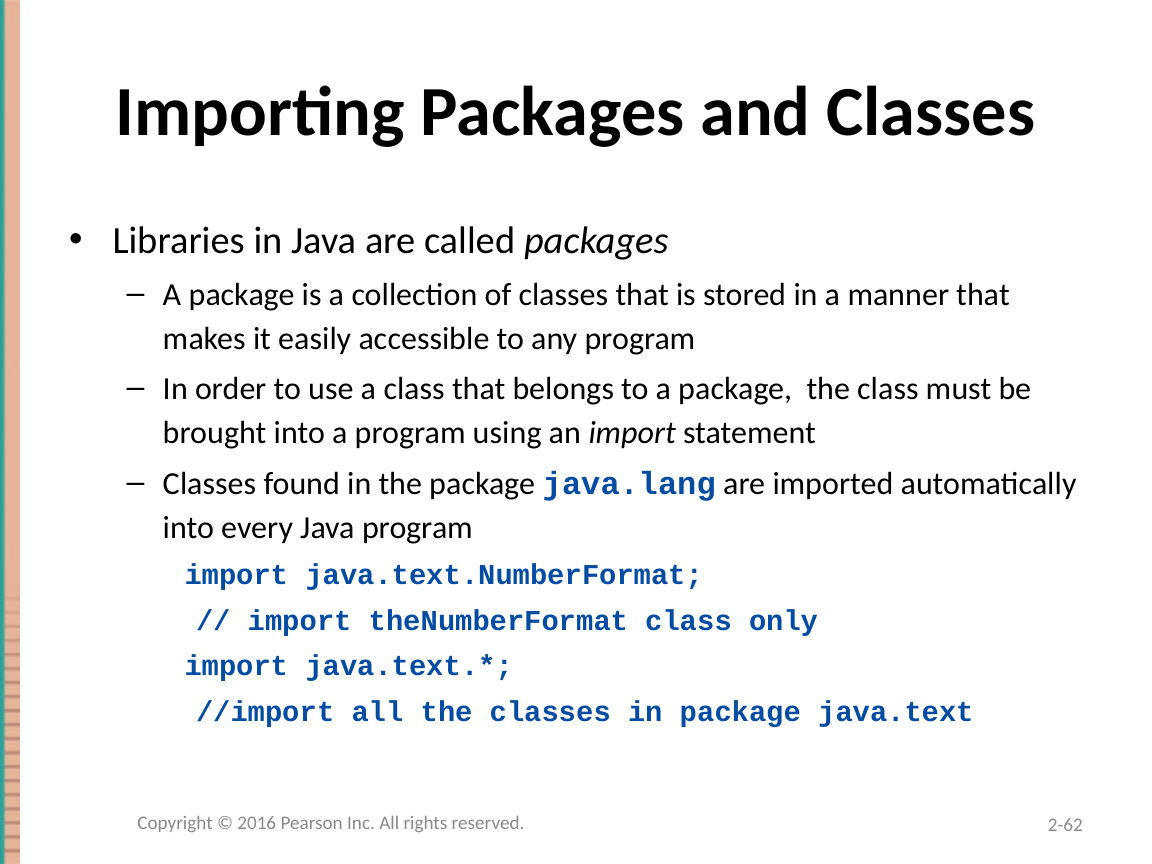 Importing Packages and Classes
• Libraries in Java are called packages
– A package is a collection of classes that is stored in a manner that
makes it easily accessible to any program
– In order to use a class that belongs to a package,  the class must be
brought into a program using an import statement
– Classes found in the package java.lang are imported automatically
into every Java program
import java.text.NumberFormat;
// import theNumberFormat class only
import java.text.*;
//import all the classes in package java.text
Copyright © 2016 Pearson Inc. All rights reserved.
2-62